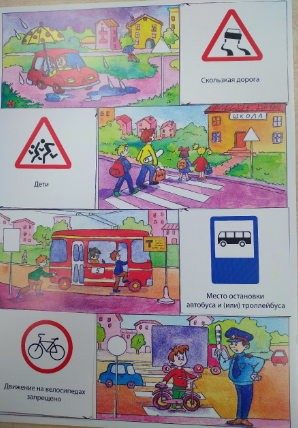 Скользкая дорога
ШКОЛА
Дети
Место остановки
автобуса и (или) троллейбуса
Движение на велосипедах
запрещено